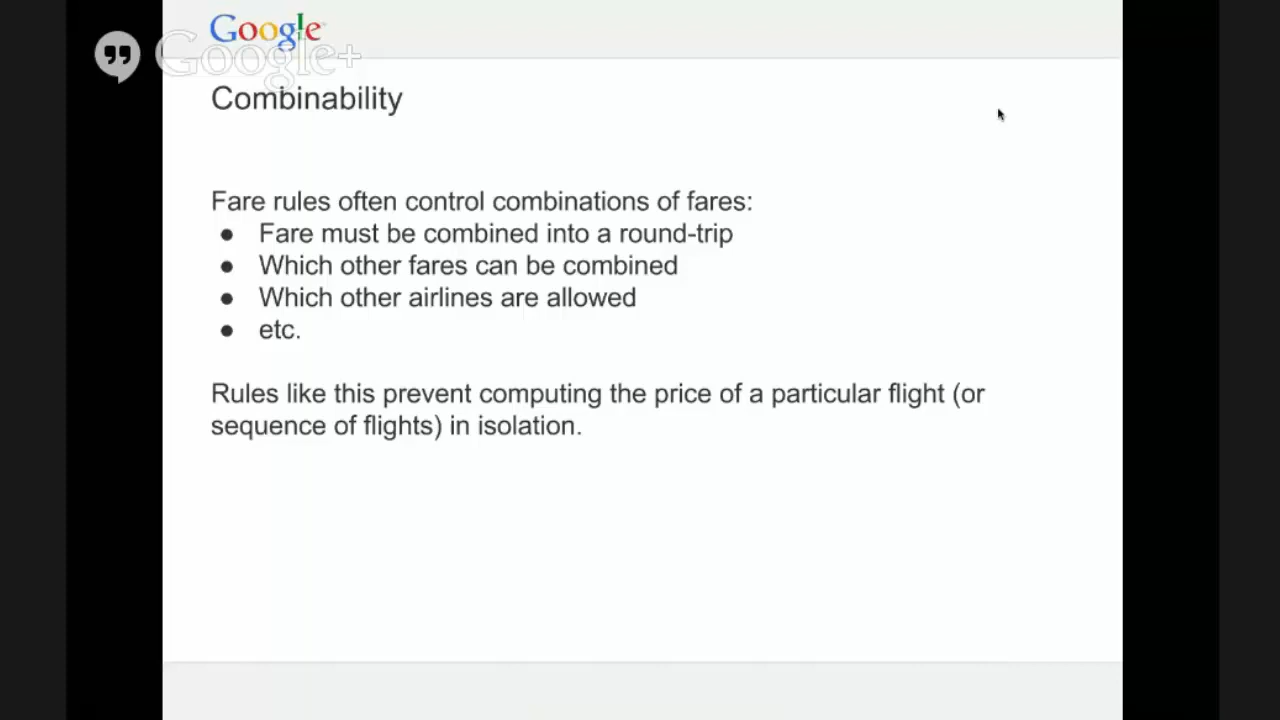 Google
Google+
Combinability
Fare rules often control combinations of fares:
● Fare must be combined into a round-trip
● Which other fares can be combined
● Which other airlines are allowed
● etc.
Rules like this prevent computing the price of a particular flight (or
sequence of flights) in isolation.